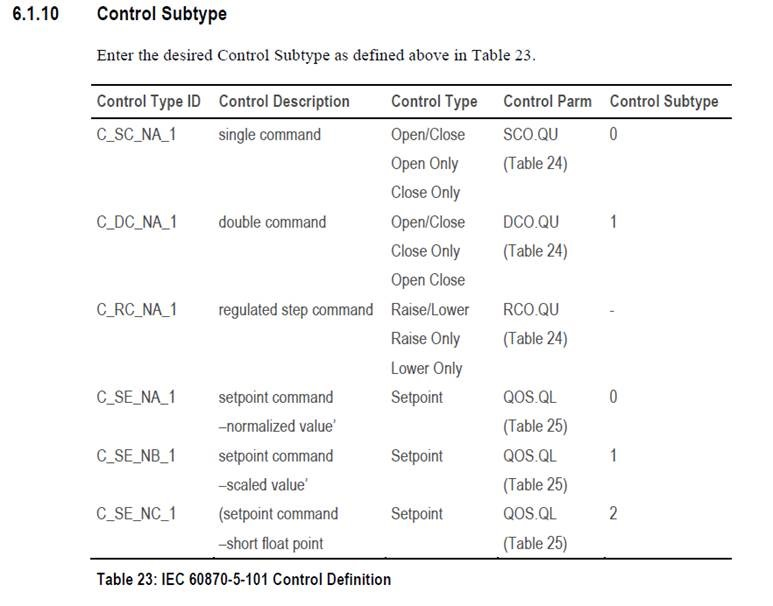 6.1.10 Control Subtype
Enter the desired Control Subtype as defined above in Table 23.
Control Type ID Control Description Control Type Control Parm Control Subtype
C_SC_NA_1 single command Open/Close SCO.QU 0
Open Only (Table 24)
Close Only
C_DC_NA_1 double command Open/Close DCO.QU 1
Close Only (Table 24)
Open Close
C_RC_NA_1 regulated step command Raise/Lower RCO.QU -
Raise Only (Table 24)
Lower Only
C_SE_NA_1 setpoint command Setpoint QOS.QL 0
–normalized value' (Table 25)
C_SE_NB_1 setpoint command Setpoint QOS.QL 1
–scaled value' (Table 25)
C_SE_NC_1 (setpoint command Setpoint QOS.QL 2
–short float point (Table 25)
Table 23: IEC 60870-5-101 Control Definition